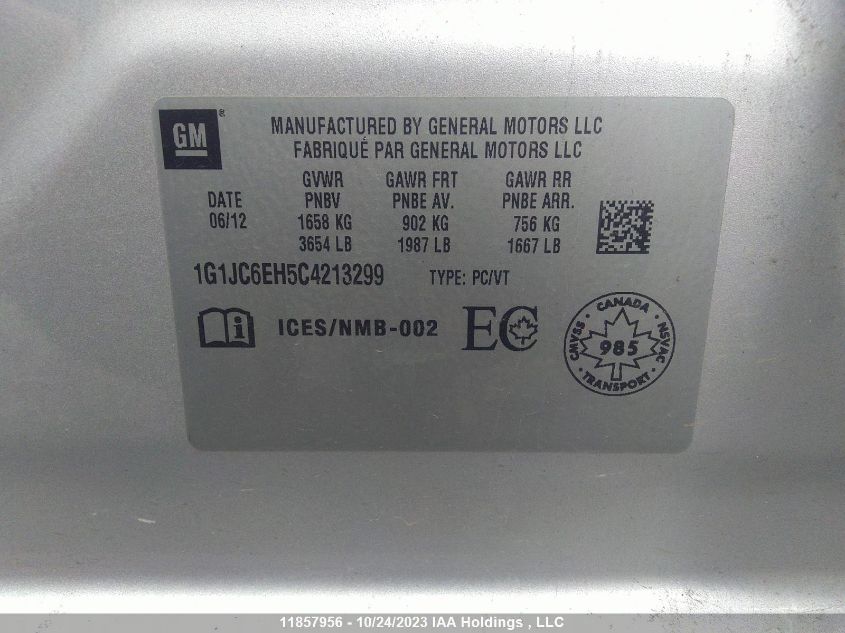 GM ®
MANUFACTURED BY GENERAL MOTORS LLC
FABRIQUÉ PAR GENERAL MOTORS LLC
GVWR GAWR FRT GAWR RR
DATE PNBV PNBE AV. PNBE ARR.
06/12 1658 KG 902 KG 756 KG
3654 LB 1987 LB 1667 LB
1G1JC6EH5C4213299 TYPE: PC/VT
i ICES/NMB-002 EC
CANADA
CMVSS 985 NSVAC
TRANSPORT
11857956 - 10/24/2023 IAA Holdings , LLC